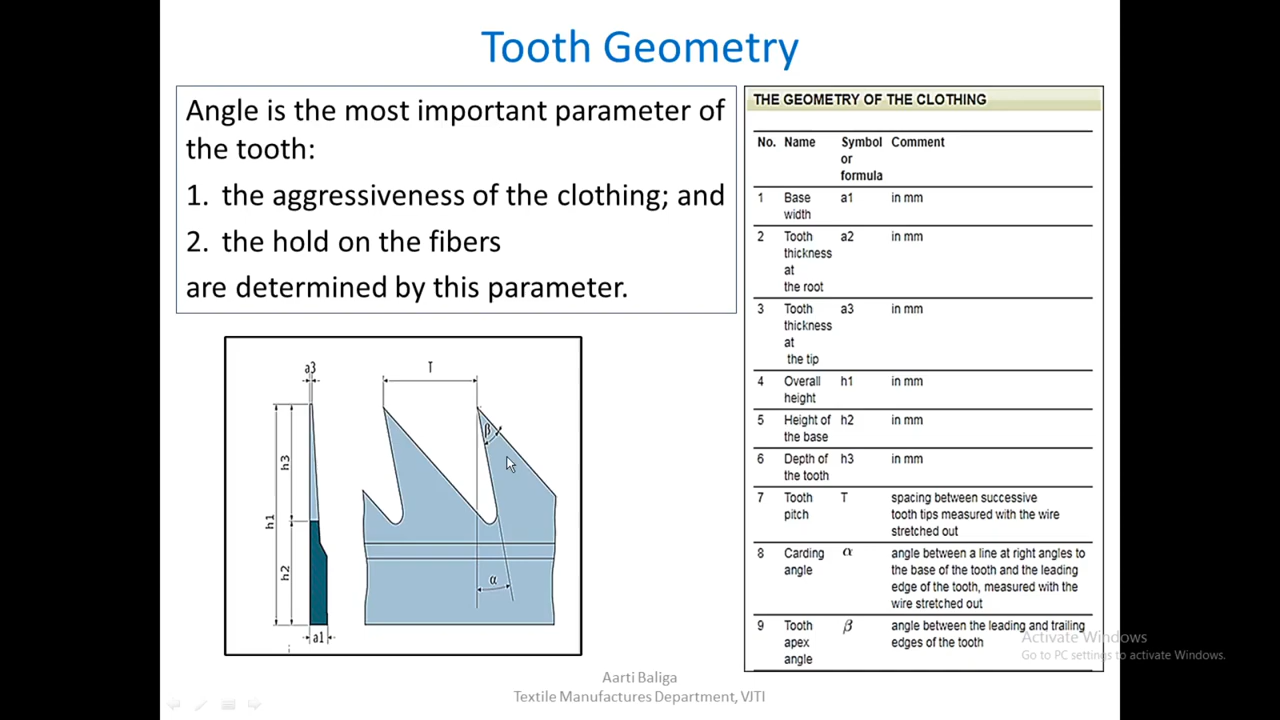 Tooth Geometry
Angle is the most important parameter of
the tooth:
1. the aggressiveness of the clothing; and
2. the hold on the fibers
are determined by this parameter.
THE GEOMETRY OF THE CLOTHING
No. Name Symbol Comment
or
formula
1 Base a1 in mm
width
2 Tooth a2 in mm
thickness
at
the root
3 Tooth a3 in mm
thickness
at
the tip
4 Overall h1 in mm
height
5 Height of h2 in mm
the base
6 Depth of h3 in mm
the tooth
7 Tooth T spacing between successive
pitch tooth tips measured with the wire
stretched out
8 Carding α angle between a line at right angles to
angle the base of the tooth and the leading
edge of the tooth, measured with the
wire stretched out
9 Tooth β angle between the leading and trailing
apex edges of the tooth
angle
a3
T
β
h3
h1
h2
α
a1
Activate Windows
Go to PC settings to activate Windows.
Aarti Baliga
Textile Manufactures Department, VJTI